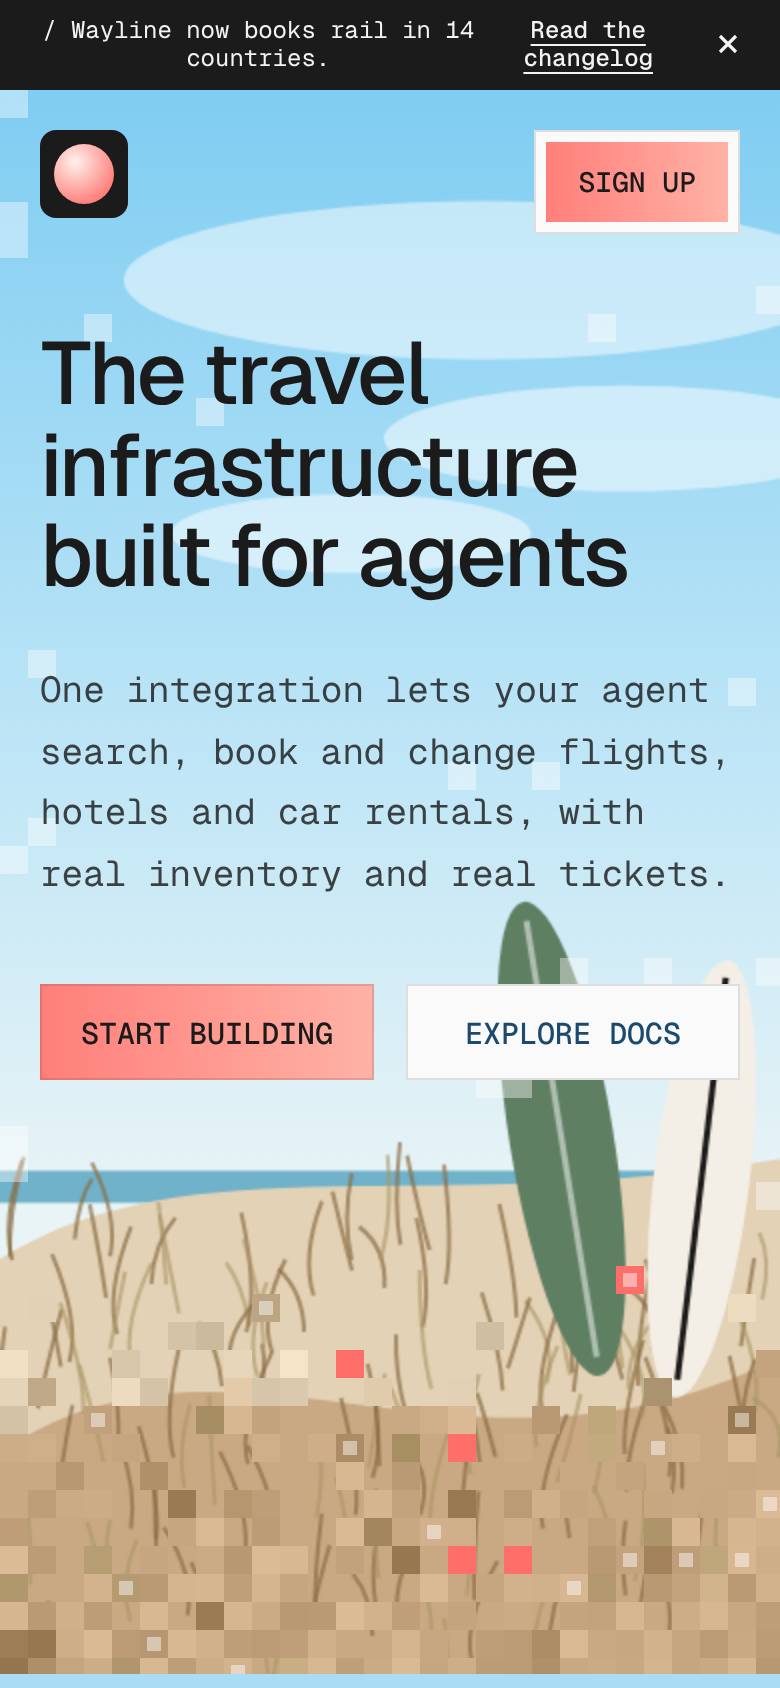 / Wayline now books rail in 14
countries.
Read the
changelog
✕
SIGN UP
The travel
infrastructure
built for agents
One integration lets your agent
search, book and change flights,
hotels and car rentals, with
real inventory and real tickets.
START BUILDING
EXPLORE DOCS